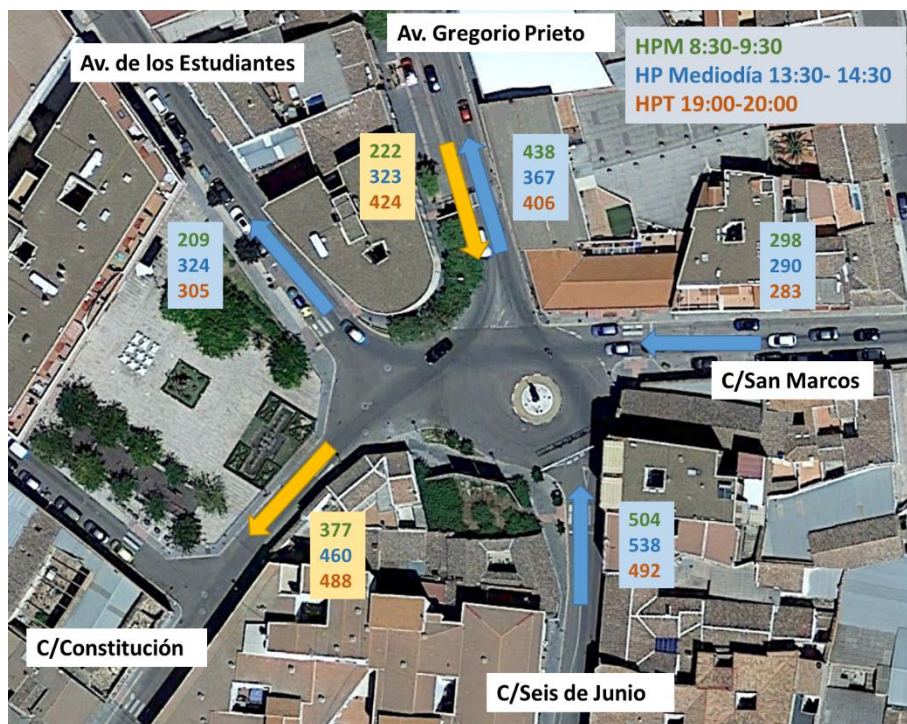 Av. Gregorio Prieto
Av. de los Estudiantes
HPM 8:30-9:30
HP Mediodía 13:30- 14:30
HPT 19:00-20:00
222
323
424
438
367
406
209
324
305
298
290
283
C/San Marcos
377
460
488
504
538
492
C/Constitución
C/Seis de Junio